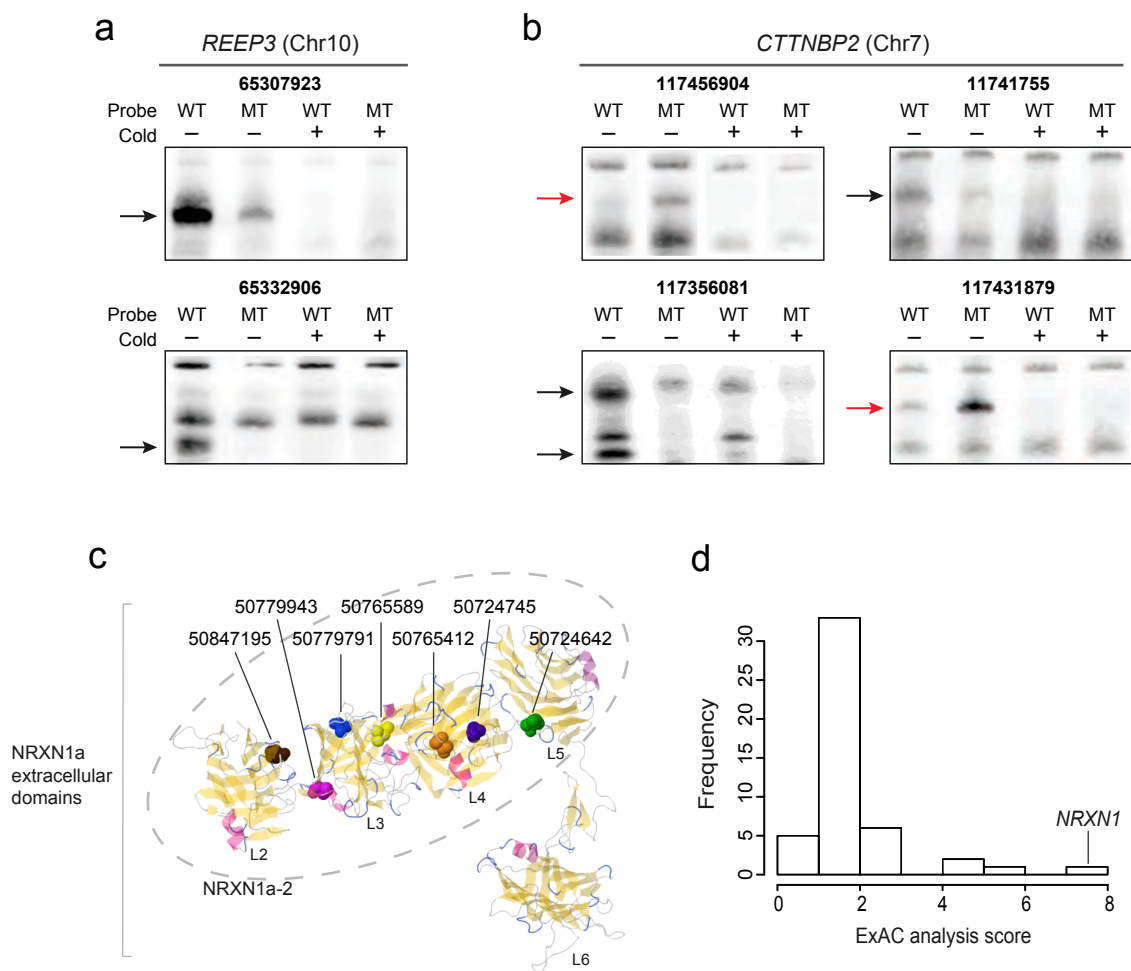 a
REEP3 (Chr10)
65307923
Probe WT MT WT MT
Cold – – + +
65332906
Probe WT MT WT MT
Cold – – + +
b
CTTNBP2 (Chr7)
117456904
WT MT WT MT
– – + +
11741755
WT MT WT MT
– – + +
117356081
WT MT WT MT
– – + +
117431879
WT MT WT MT
– – + +
c
50779943 50765589 50724745
50847195 50779791 50765412 50724642
NRXN1a
extracellular
domains
L2
L3
L4
L5
L6
NRXN1a-2
d
Frequency
30
20
10
5
0
NRXN1
0 2 4 6 8
ExAC analysis score